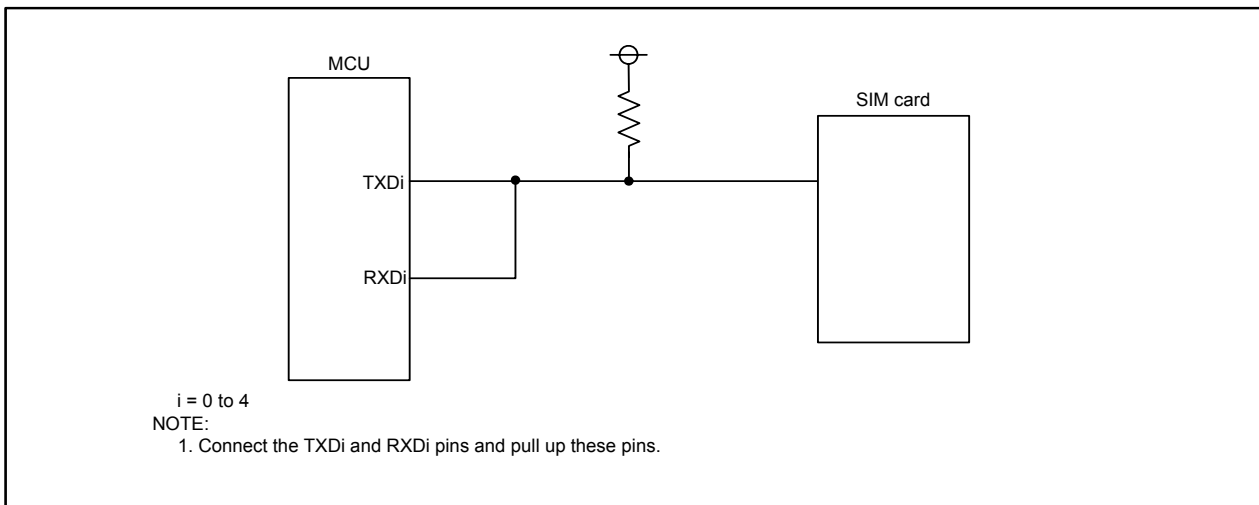 MCU
SIM card
TXDi
RXDi
i = 0 to 4
NOTE:
1. Connect the TXDi and RXDi pins and pull up these pins.